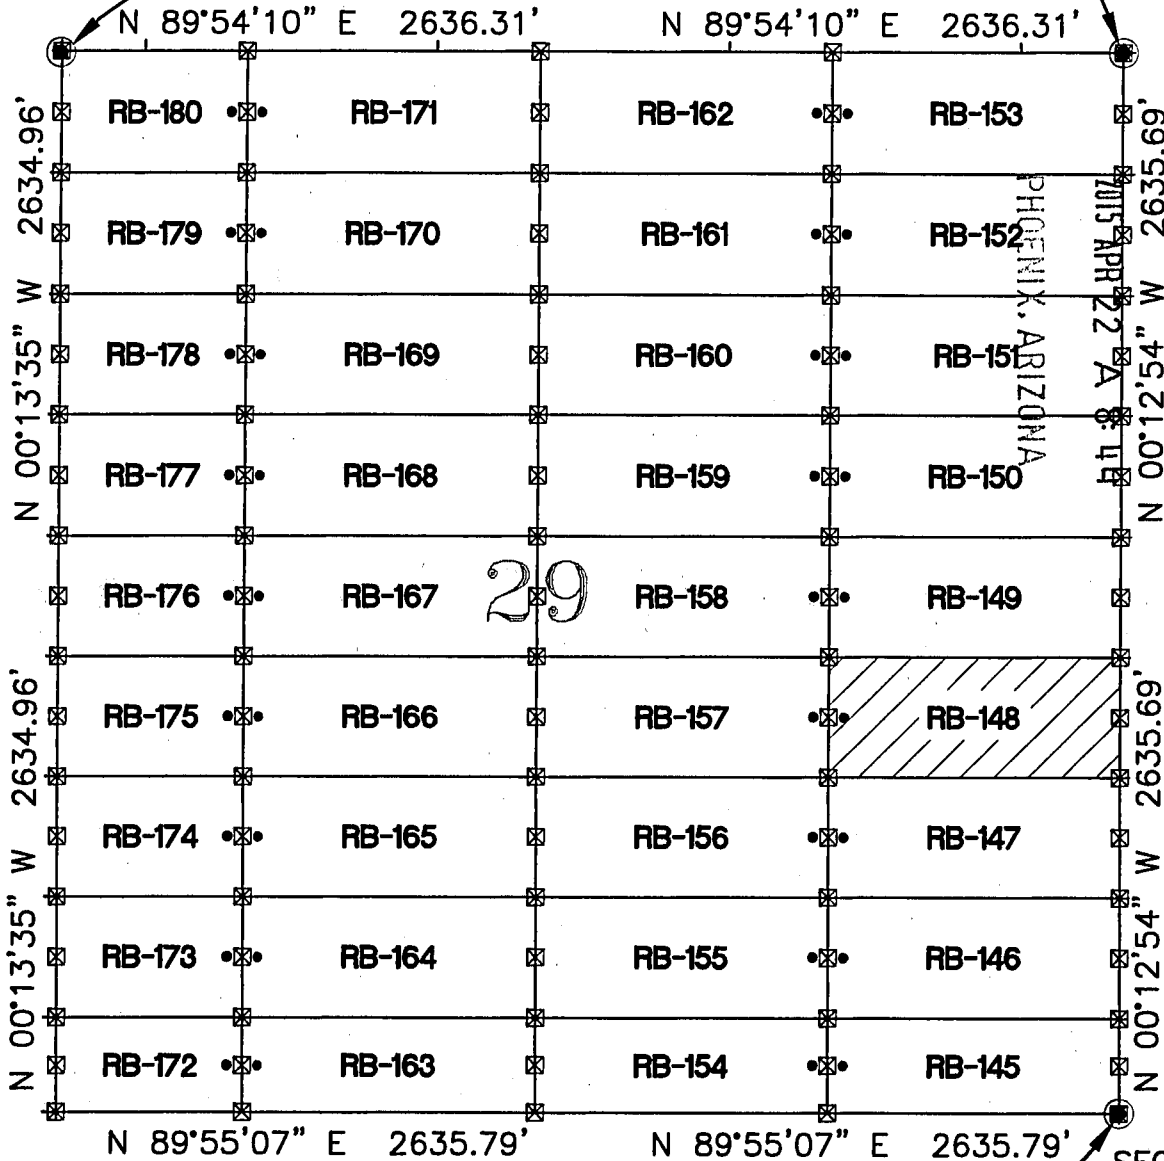 N 89°54'10" E 2636.31' N 89°54'10" E 2636.31'
N 00°13'35" W 2634.96'
N 00°12'54" W 2635.69'
RB-180 RB-171 RB-162 RB-153
RB-179 RB-170 RB-161 RB-152
RB-178 RB-169 RB-160 RB-151
RB-177 RB-168 RB-159 RB-150
RB-176 RB-167 29 RB-158 RB-149
RB-175 RB-166 RB-157 RB-148
RB-174 RB-165 RB-156 RB-147
RB-173 RB-164 RB-155 RB-146
RB-172 RB-163 RB-154 RB-145
2015 APR 22 A 8:44
PHOENIX, ARIZONA
N 00°13'35" W 2634.96'
N 00°12'54" W 2635.69'
N 89°55'07" E 2635.79' N 89°55'07" E 2635.79'